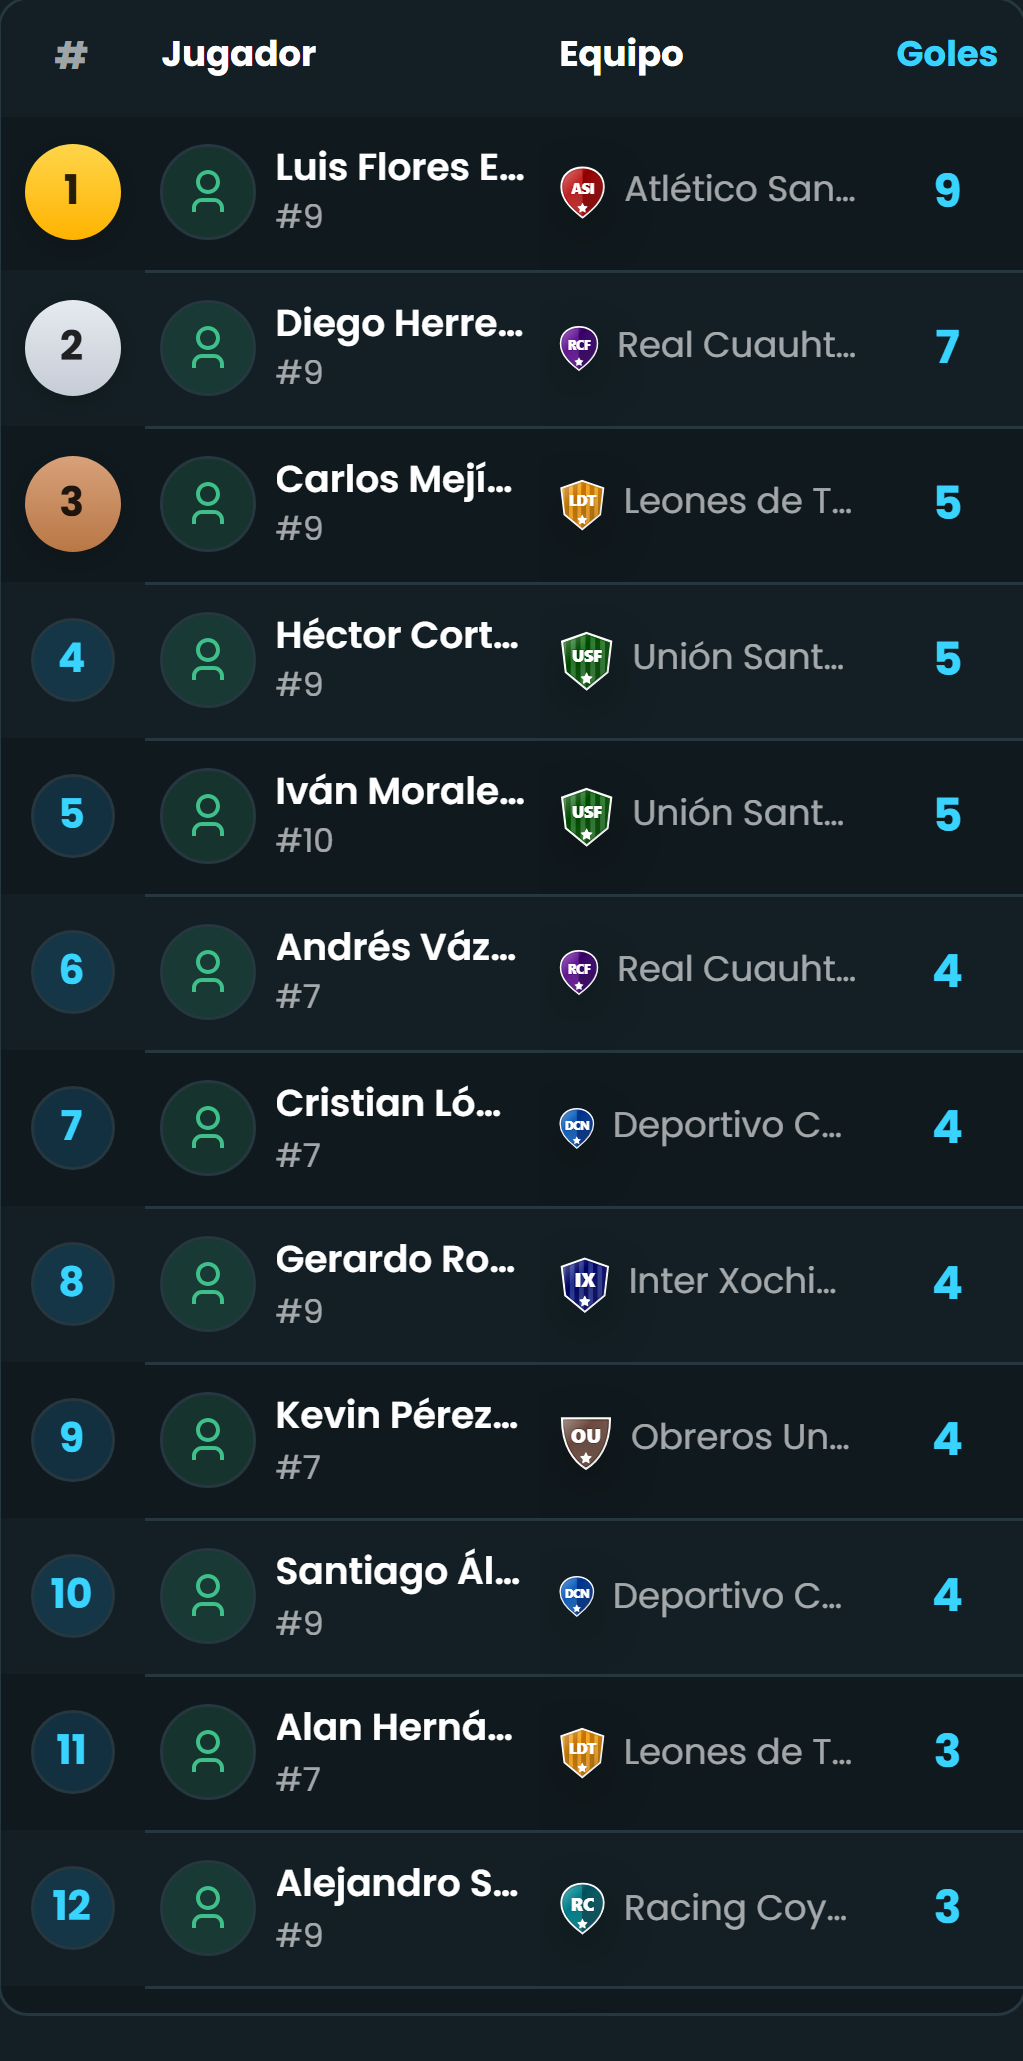 # Jugador Equipo Goles
1 Luis Flores E... ASI Atlético San... 9
#9
2 Diego Herre... RCF Real Cuauht... 7
#9
3 Carlos Mejí... LDT Leones de T... 5
#9
4 Héctor Cort... USF Unión Sant... 5
#9
5 Iván Morale... USF Unión Sant... 5
#10
6 Andrés Váz... RCF Real Cuauht... 4
#7
7 Cristian Ló... DCN Deportivo C... 4
#7
8 Gerardo Ro... IX Inter Xochi... 4
#9
9 Kevin Pérez... OU Obreros Un... 4
#7
10 Santiago Ál... DCN Deportivo C... 4
#9
11 Alan Herná... LDT Leones de T... 3
#7
12 Alejandro S... RC Racing Coy... 3
#9